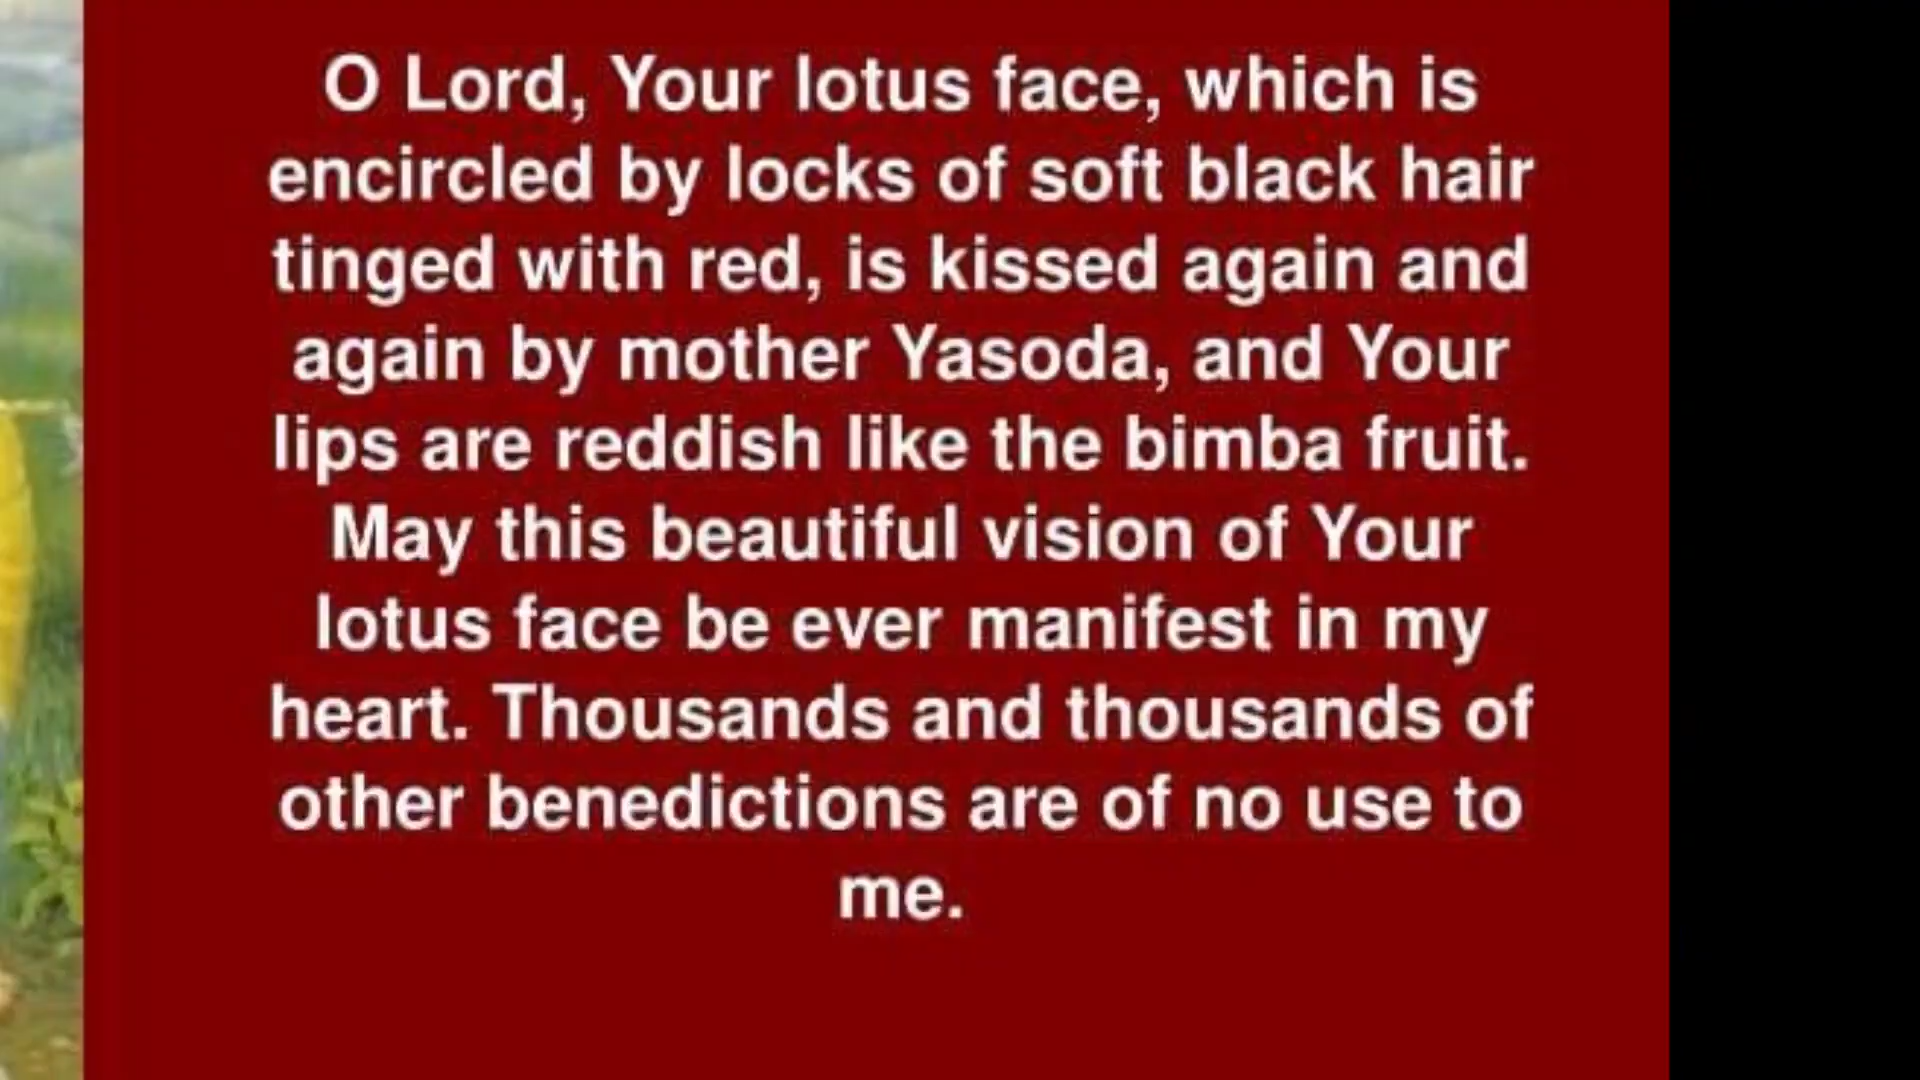 O Lord, Your lotus face, which is
encircled by locks of soft black hair
tinged with red, is kissed again and
again by mother Yasoda, and Your
lips are reddish like the bimba fruit.
May this beautiful vision of Your
lotus face be ever manifest in my
heart. Thousands and thousands of
other benedictions are of no use to
me.